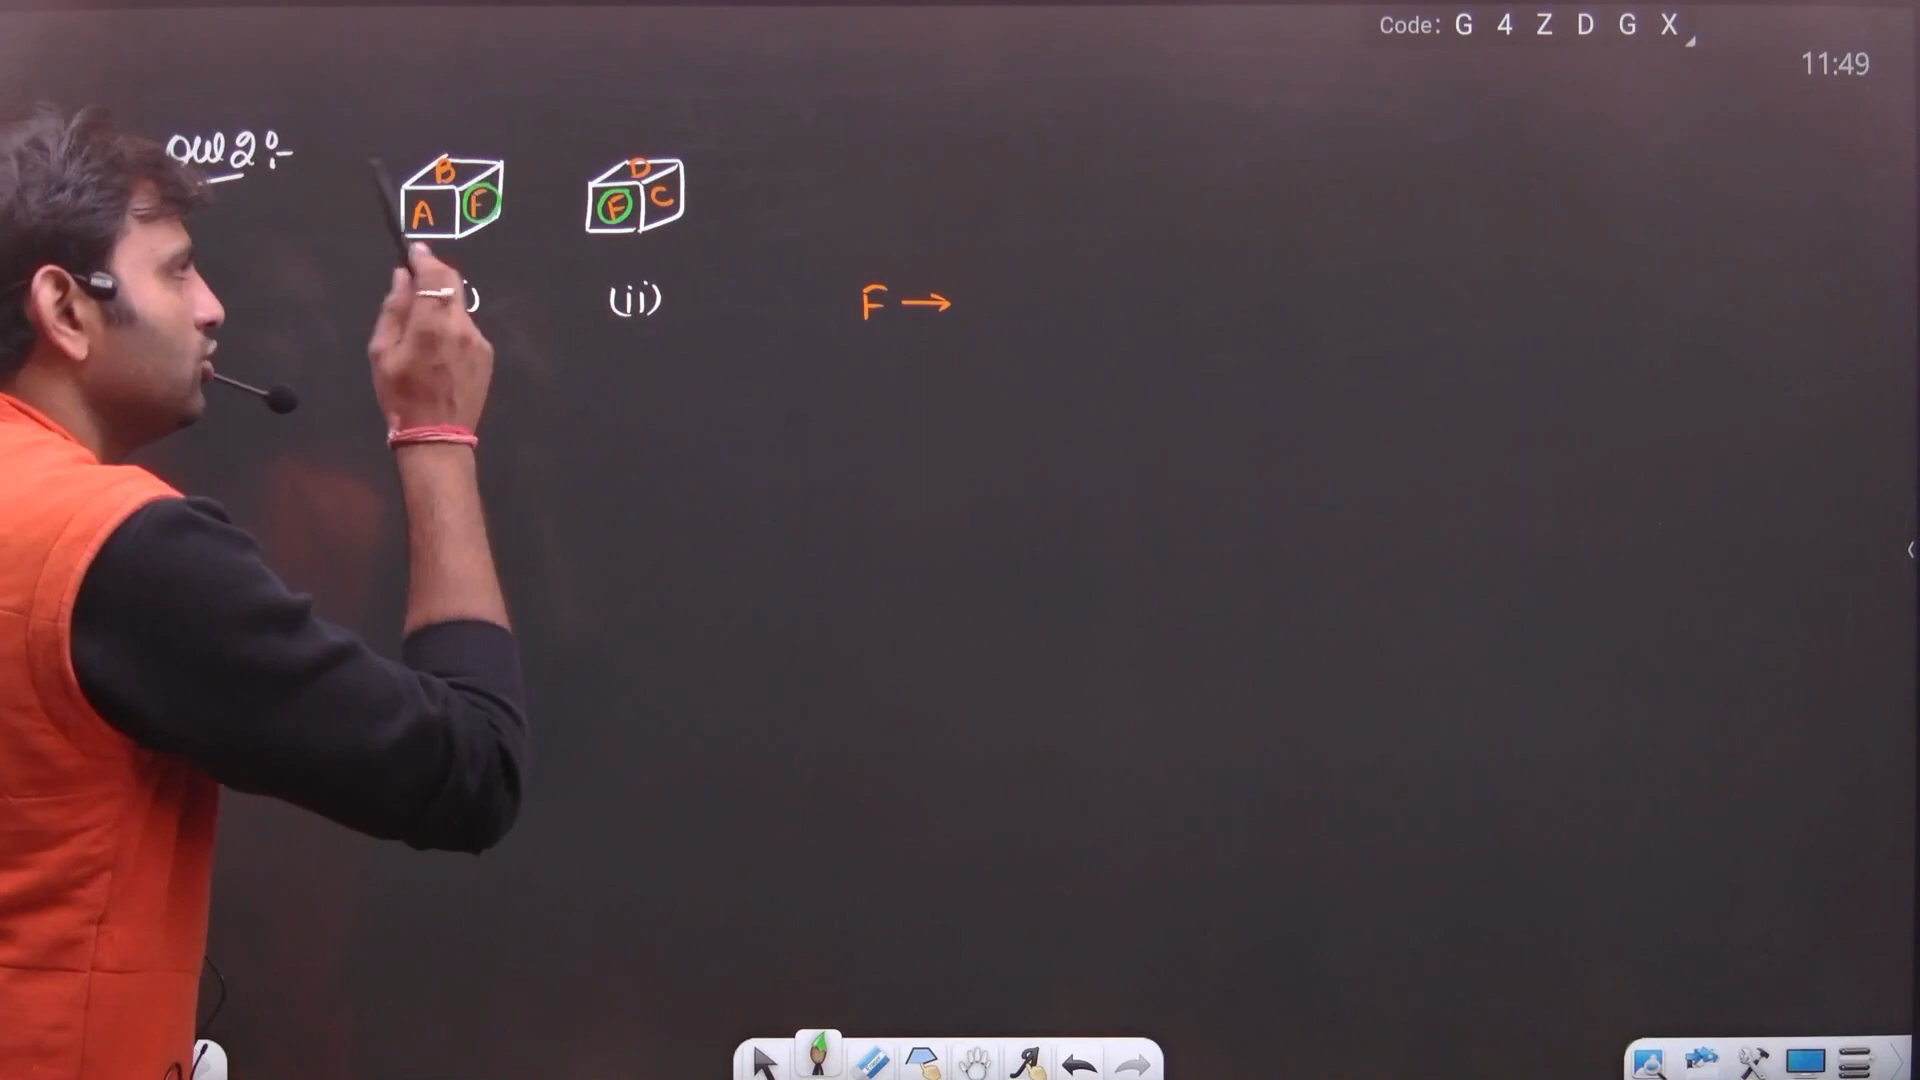 Code: G 4 Z D G X
11:49
Que 2:-
B
A F
D
F C
(ii)
F →